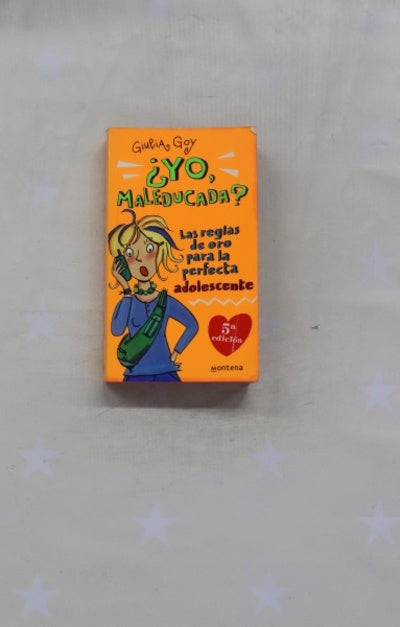 Giulia Goy
¿YO,
MALEDUCADA?
Las reglas
de oro
para la
perfecta
adolescente
5ª
edición
montena